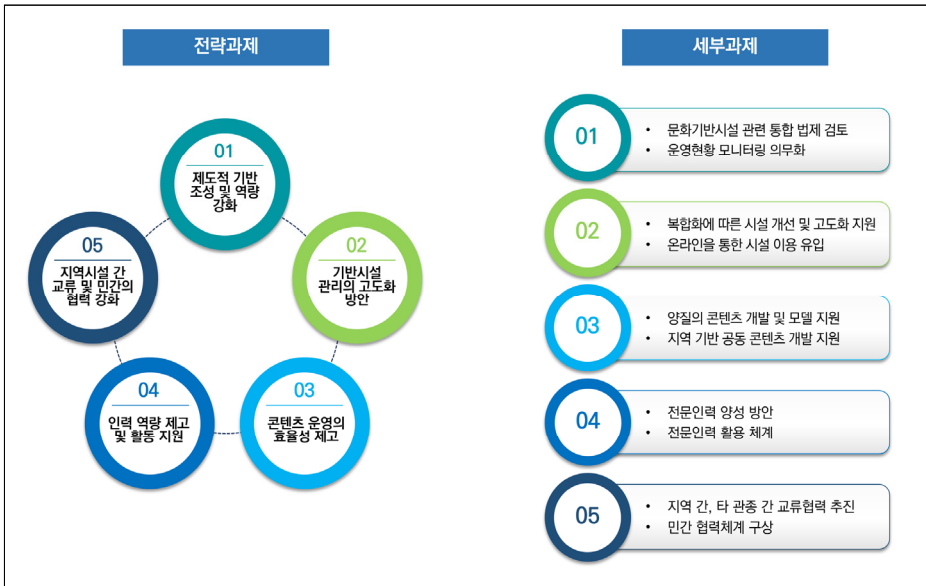 전략과제
01
제도적 기반
조성 및 역량
강화
02
기반시설
관리의 고도화
방안
03
콘텐츠 운영의
효율성 제고
04
인력 역량 제고
및 활동 지원
05
지역시설 간
교류 및 민간의
협력 강화
세부과제
01
• 문화기반시설 관련 통합 법제 검토
• 운영현황 모니터링 의무화
02
• 복합화에 따른 시설 개선 및 고도화 지원
• 온라인을 통한 시설 이용 유입
03
• 양질의 콘텐츠 개발 및 모델 지원
• 지역 기반 공동 콘텐츠 개발 지원
04
• 전문인력 양성 방안
• 전문인력 활용 체계
05
• 지역 간, 타 관종 간 교류협력 추진
• 민간 협력체계 구상